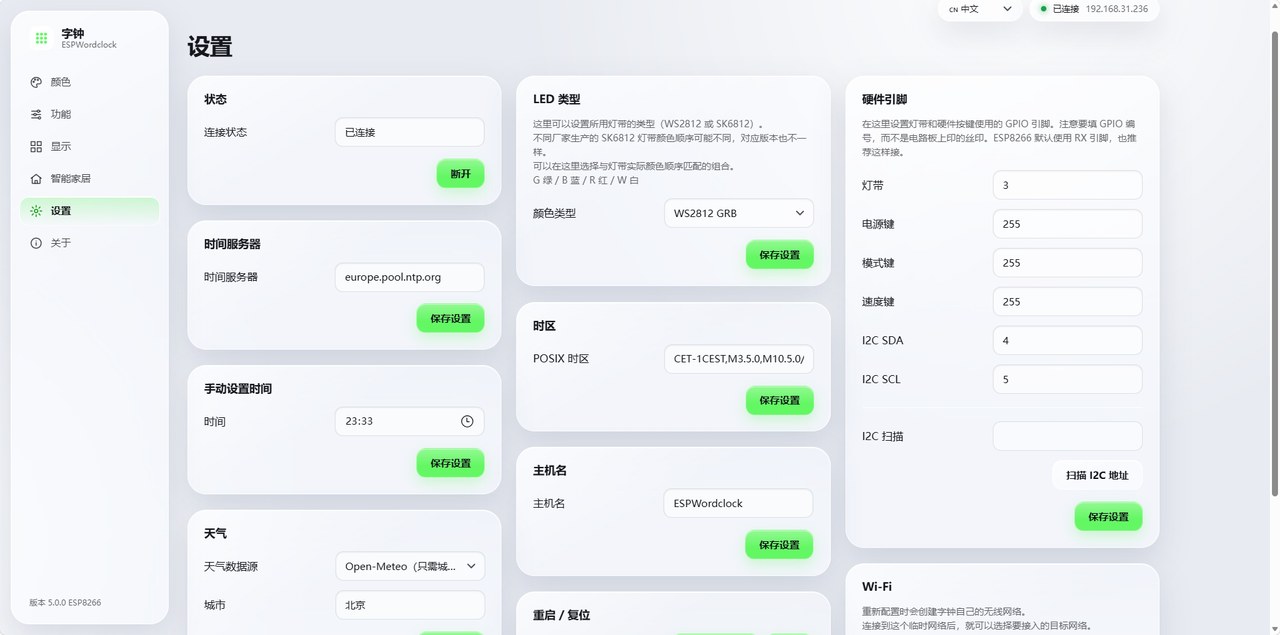 字钟
ESPWordclock
颜色
功能
显示
智能家居
设置
关于
版本 5.0.0 ESP8266
CN 中文
已连接 192.168.31.236
设置
状态
连接状态
已连接
断开
时间服务器
时间服务器
europe.pool.ntp.org
保存设置
手动设置时间
时间
23:33
保存设置
天气
天气数据源
Open-Meteo（只需城...
城市
北京
LED 类型
这里可以设置所用灯带的类型（WS2812 或 SK6812）。
不同厂家生产的 SK6812 灯带颜色顺序可能不同，对应版本也不一
样。
可以在这里选择与灯带实际颜色顺序匹配的组合。
G 绿 / B 蓝 / R 红 / W 白
颜色类型
WS2812 GRB
保存设置
时区
POSIX 时区
CET-1CEST,M3.5.0,M10.5.0/
保存设置
主机名
主机名
ESPWordclock
保存设置
重启 / 复位
硬件引脚
在这里设置灯带和硬件按键使用的 GPIO 引脚。注意要填 GPIO 编
号，而不是电路板上印的丝印。ESP8266 默认使用 RX 引脚，也推
荐这样接。
灯带
3
电源键
255
模式键
255
速度键
255
I2C SDA
4
I2C SCL
5
I2C 扫描
扫描 I2C 地址
保存设置
Wi-Fi
重新配置时会创建字钟自己的无线网络。
连接到这个临时网络后，就可以选择要接入的目标网络。